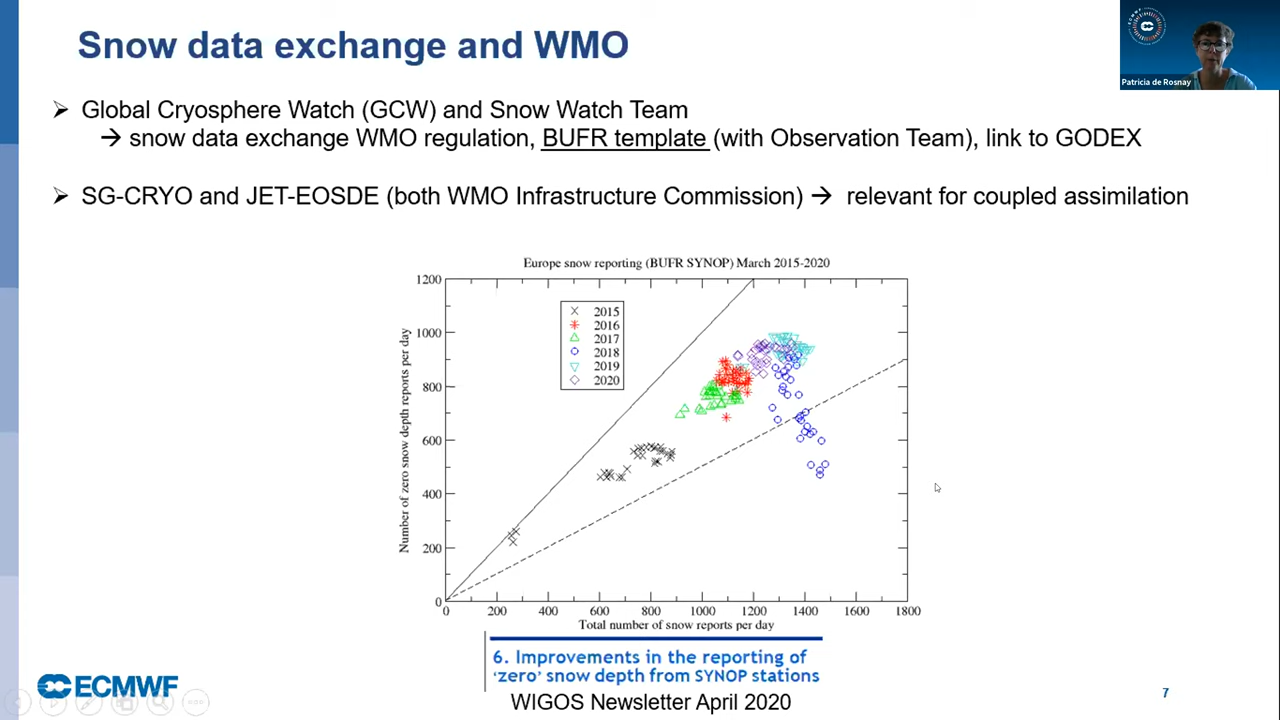 Snow data exchange and WMO
ECMWF
Patricia de Rosnay
➢ Global Cryosphere Watch (GCW) and Snow Watch Team
→ snow data exchange WMO regulation, BUFR template (with Observation Team), link to GODEX
➢ SG-CRYO and JET-EOSDE (both WMO Infrastructure Commission) → relevant for coupled assimilation
Europe snow reporting (BUFR SYNOP) March 2015-2020
Number of zero snow depth reports per day
1200
1000
800
600
400
200
0
2015
2016
2017
2018
2019
2020
0 200 400 600 800 1000 1200 1400 1600 1800
Total number of snow reports per day
6. Improvements in the reporting of
‘zero’ snow depth from SYNOP stations
WIGOS Newsletter April 2020
ECMWF
7